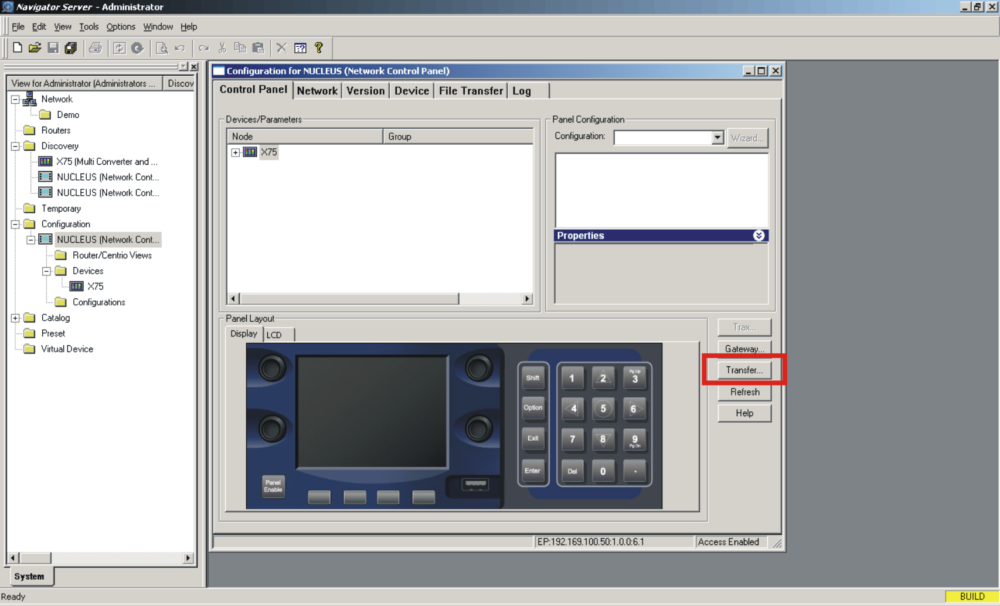 Navigator Server - Administrator
File Edit View Tools Options Window Help
View for Administrator (Administrators ... Discov
Network
Demo
Routers
Discovery
X75 (Multi Converter and ...
NUCLEUS (Network Cont...
NUCLEUS (Network Cont...
Temporary
Configuration
NUCLEUS (Network Cont...
Router/Centrio Views
Devices
X75
Configurations
Catalog
Preset
Virtual Device
System
Configuration for NUCLEUS (Network Control Panel)
Control Panel Network Version Device File Transfer Log
Devices/Parameters
Node Group
X75
Panel Configuration
Configuration: Wizard...
Properties
Panel Layout
Display LCD
Shift 1 2 Pg Up 3
Option 4 5 6
Exit 7 8 9 Pg Dn
Enter Del 0 .
Panel
Enable
Trax...
Gateway...
Transfer...
Refresh
Help
EP:192.169.100.50:1.0.0:6.1 Access Enabled
Ready BUILD